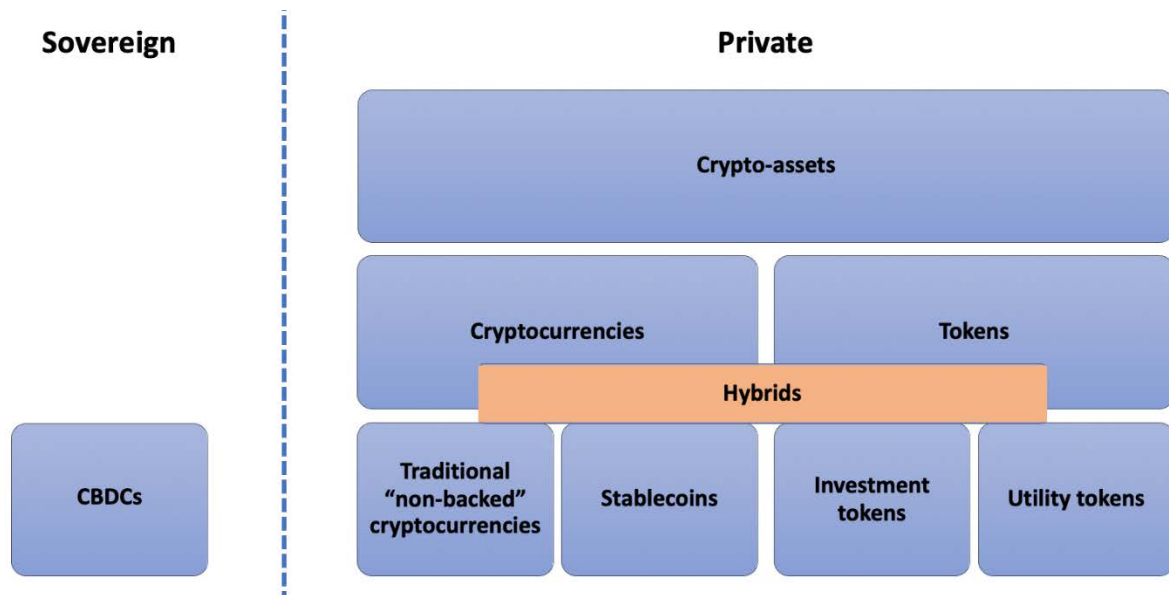 Sovereign
Private
Crypto-assets
Cryptocurrencies
Tokens
Hybrids
CBDCs
Traditional
“non-backed”
cryptocurrencies
Stablecoins
Investment
tokens
Utility tokens